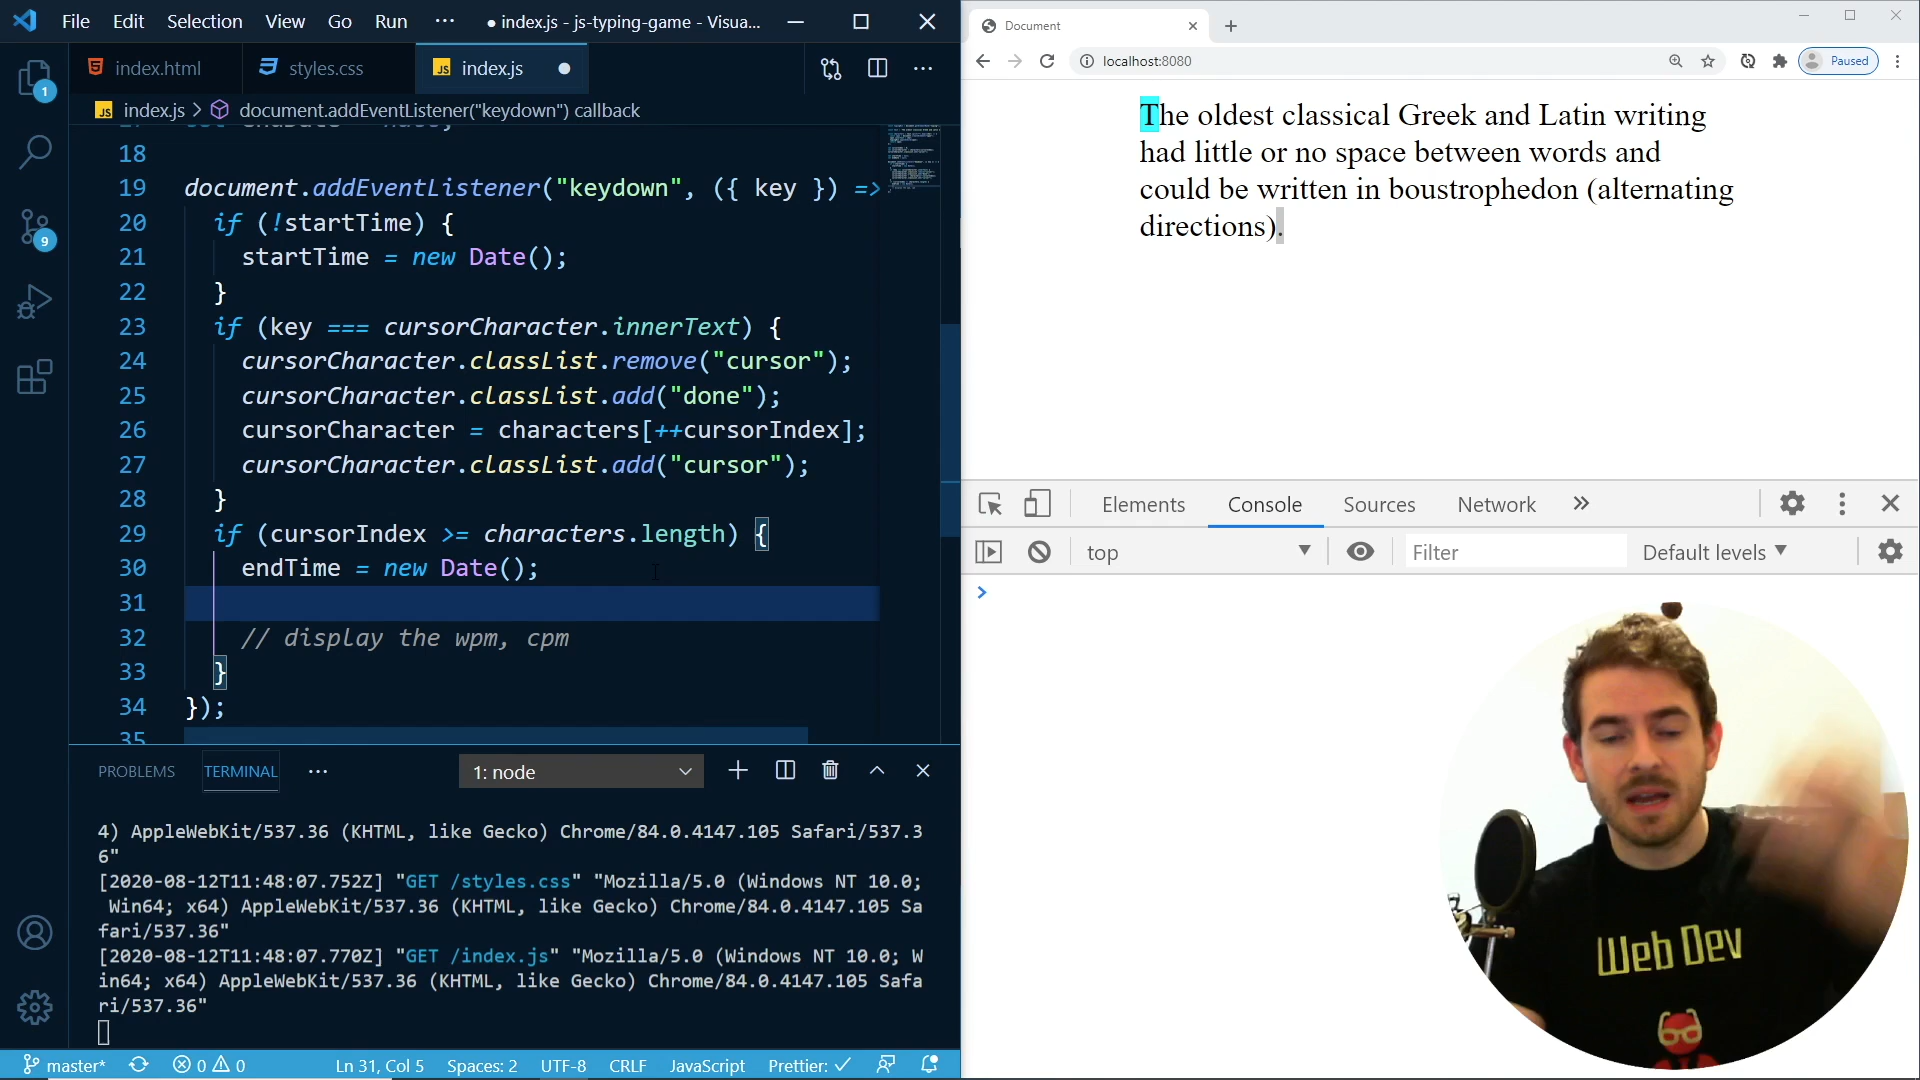 File Edit Selection View Go Run ··· ● index.js - js-typing-game - Visua...
index.html styles.css JS index.js ●
JS index.js > document.addEventListener("keydown") callback
18
19 document.addEventListener("keydown", ({ key }) =>
20 if (!startTime) {
21 startTime = new Date();
22 }
23 if (key === cursorCharacter.innerText) {
24 cursorCharacter.classList.remove("cursor");
25 cursorCharacter.classList.add("done");
26 cursorCharacter = characters[++cursorIndex];
27 cursorCharacter.classList.add("cursor");
28 }
29 if (cursorIndex >= characters.length) {
30 endTime = new Date();
31
32 // display the wpm, cpm
33 }
34 });
35
1
9
PROBLEMS TERMINAL ··· 1: node
4) AppleWebKit/537.36 (KHTML, like Gecko) Chrome/84.0.4147.105 Safari/537.3
6"
[2020-08-12T11:48:07.752Z] "GET /styles.css" "Mozilla/5.0 (Windows NT 10.0;
Win64; x64) AppleWebKit/537.36 (KHTML, like Gecko) Chrome/84.0.4147.105 Sa
fari/537.36"
[2020-08-12T11:48:07.770Z] "GET /index.js" "Mozilla/5.0 (Windows NT 10.0; W
in64; x64) AppleWebKit/537.36 (KHTML, like Gecko) Chrome/84.0.4147.105 Safa
ri/537.36"
master* 0 0 Ln 31, Col 5 Spaces: 2 UTF-8 CRLF JavaScript Prettier: ✓
Document
localhost:8080 Paused
The oldest classical Greek and Latin writing
had little or no space between words and
could be written in boustrophedon (alternating
directions).
Elements Console Sources Network »
top Filter Default levels
>
Web Dev